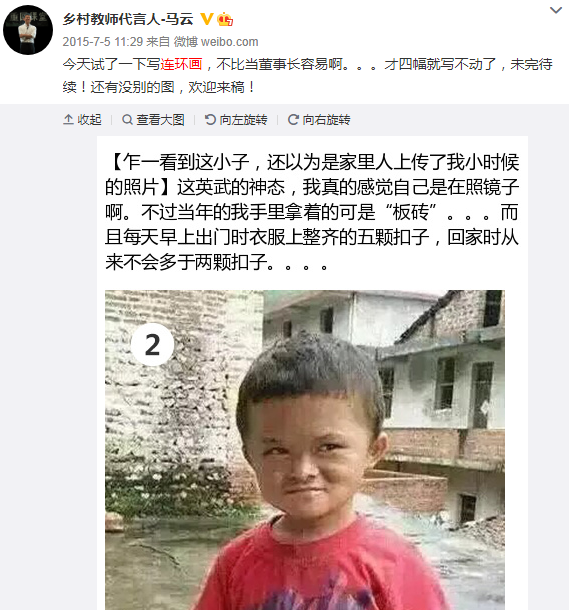 乡村教师代言人-马云
2015-7-5 11:29 来自 微博 weibo.com
今天试了一下写连环画，不比当董事长容易啊。。。才四幅就写不动了，未完待
续！还有没别的图，欢迎来稿！
收起 查看大图 向左旋转 向右旋转
【乍一看到这小子，还以为是家里人上传了我小时候
的照片】这英武的神态，我真的感觉自己是在照镜子
啊。不过当年的我手里拿着的可是“板砖”。。。而
且每天早上出门时衣服上整齐的五颗扣子，回家时从
来不会多于两颗扣子。。。。
2